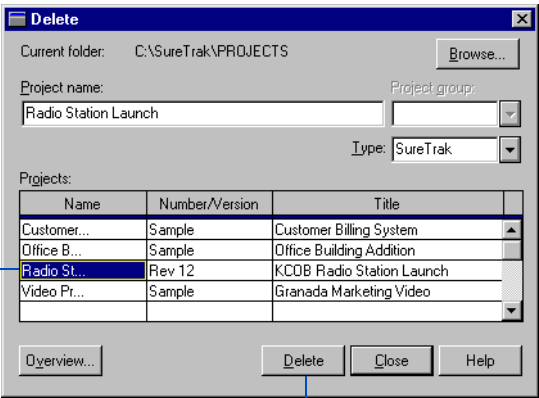 Delete
Current folder: C:\SureTrak\PROJECTS
Browse...
Project name: Project group:
Radio Station Launch
Type: SureTrak
Projects:
Name Number/Version Title
Customer... Sample Customer Billing System
Office B... Sample Office Building Addition
Radio St... Rev 12 KCOB Radio Station Launch
Video Pr... Sample Granada Marketing Video
Overview... Delete Close Help